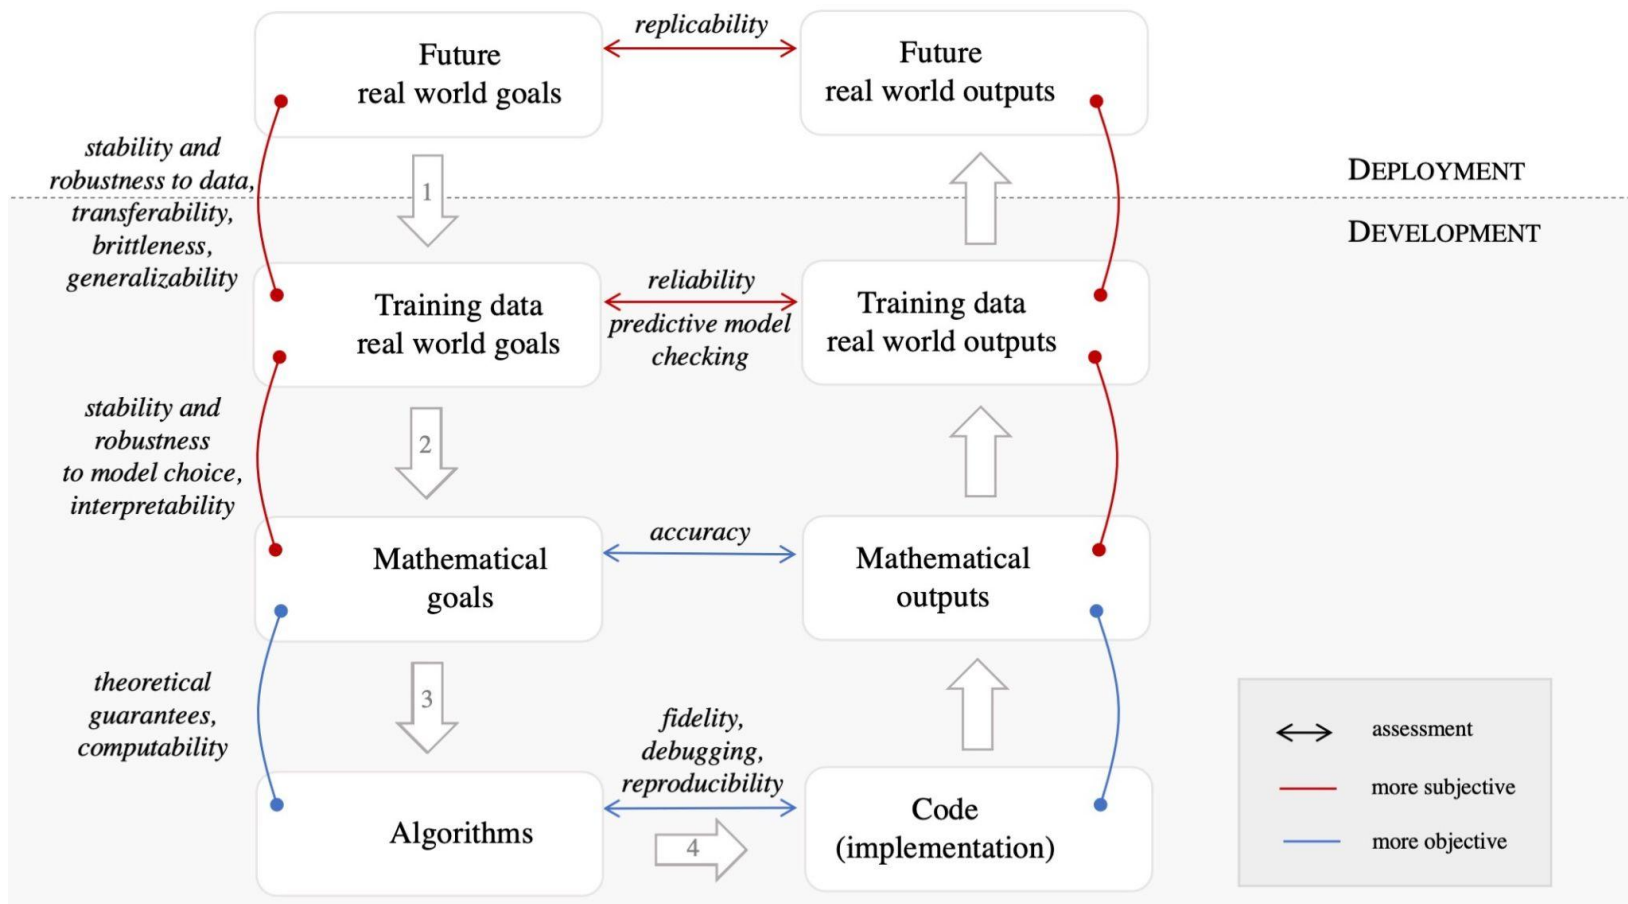 replicability
Future
real world goals
Future
real world outputs
stability and
robustness to data,
transferability,
brittleness,
generalizability
1
DEPLOYMENT
DEVELOPMENT
Training data
real world goals
reliability
predictive model
checking
Training data
real world outputs
stability and
robustness
to model choice,
interpretability
2
Mathematical
goals
accuracy
Mathematical
outputs
theoretical
guarantees,
computability
3
fidelity,
debugging,
reproducibility
Algorithms
4
Code
(implementation)
assessment
more subjective
more objective